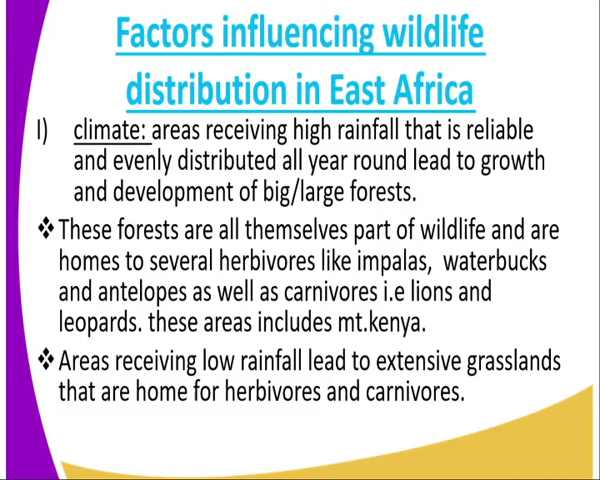 Factors influencing wildlife
distribution in East Africa
I) climate: areas receiving high rainfall that is reliable
and evenly distributed all year round lead to growth
and development of big/large forests.
❖These forests are all themselves part of wildlife and are
homes to several herbivores like impalas, waterbucks
and antelopes as well as carnivores i.e lions and
leopards. these areas includes mt.kenya.
❖Areas receiving low rainfall lead to extensive grasslands
that are home for herbivores and carnivores.